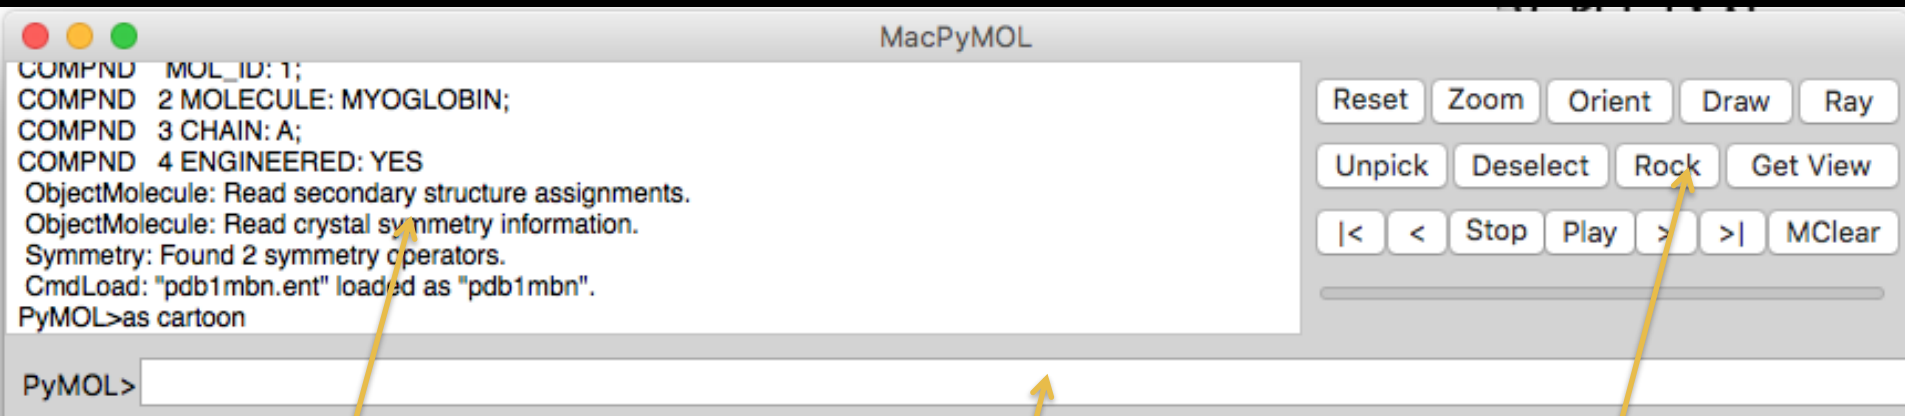 MacPyMOL
COMPND MOL_ID: 1;
COMPND 2 MOLECULE: MYOGLOBIN;
COMPND 3 CHAIN: A;
COMPND 4 ENGINEERED: YES
ObjectMolecule: Read secondary structure assignments.
ObjectMolecule: Read crystal symmetry information.
Symmetry: Found 2 symmetry operators.
CmdLoad: "pdb1mbn.ent" loaded as "pdb1mbn".
PyMOL>as cartoon
Reset Zoom Orient Draw Ray
Unpick Deselect Rock Get View
|< < Stop Play > >| MClear
PyMOL>